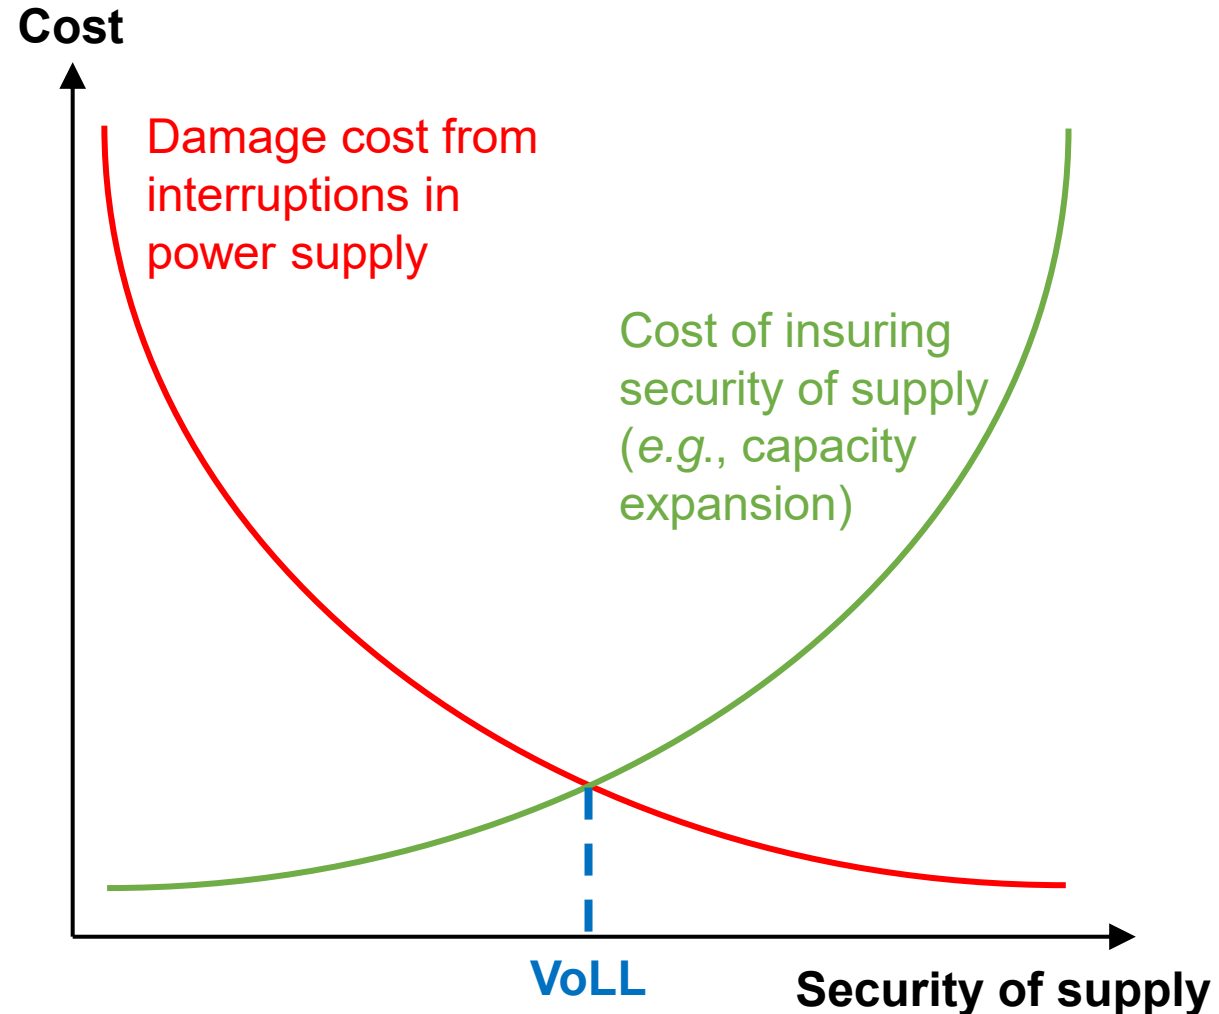 Cost
Damage cost from
interruptions in
power supply
Cost of insuring
security of supply
(e.g., capacity
expansion)
VoLL
Security of supply